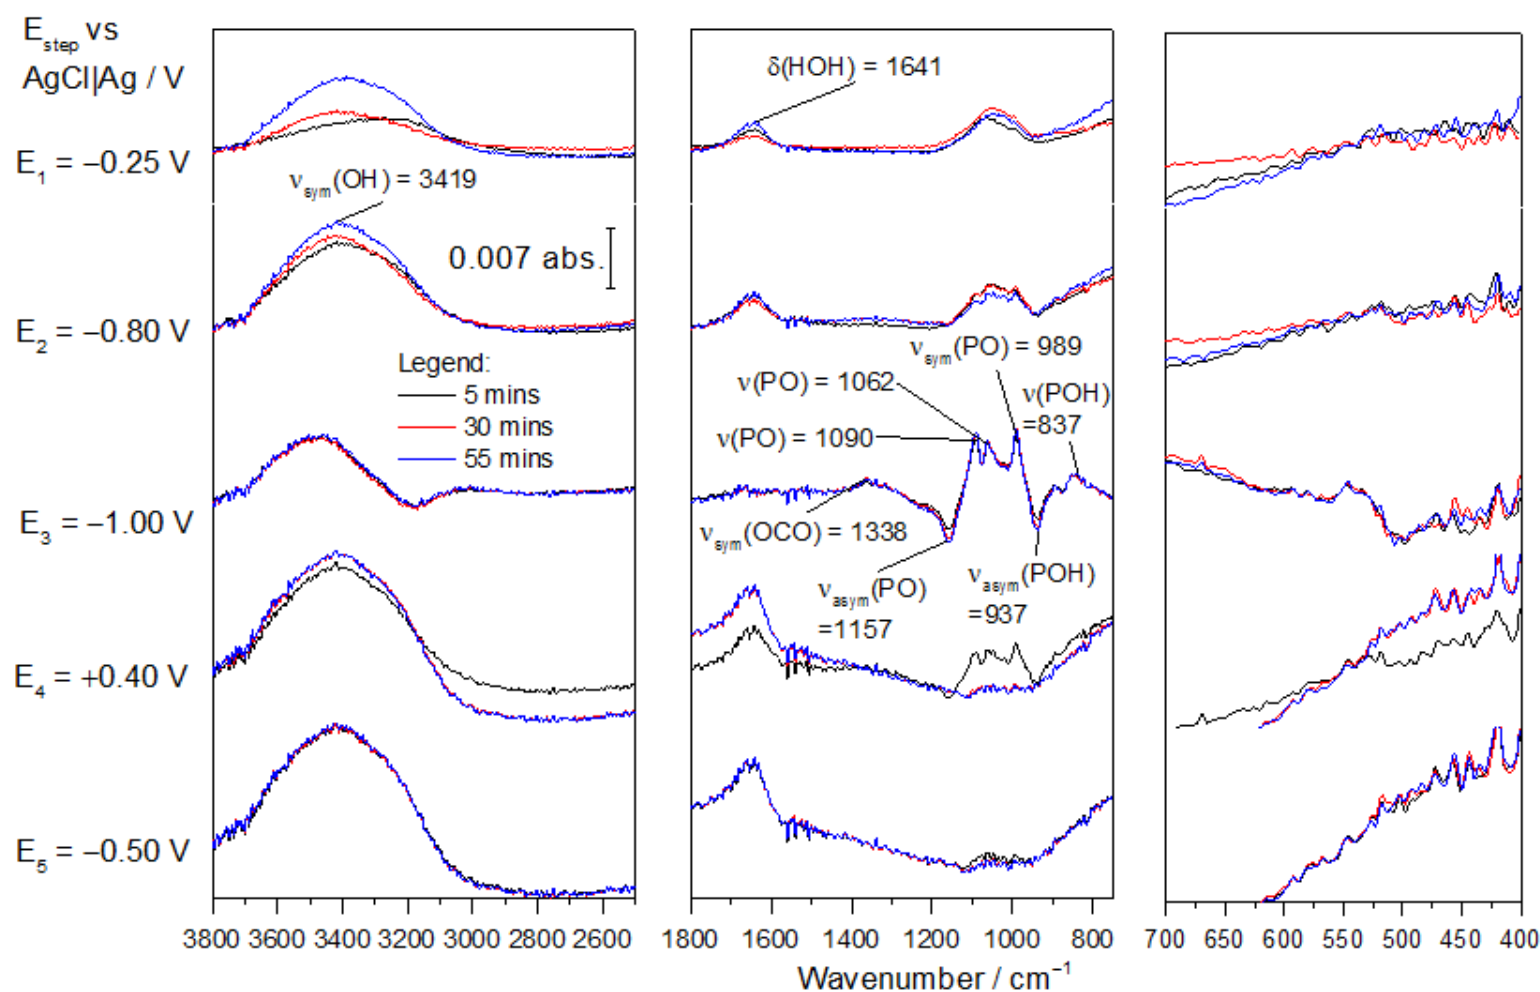 E_step vs
AgCl|Ag / V
δ(HOH) = 1641
E₁ = −0.25 V
ν_sym(OH) = 3419
0.007 abs.
E₂ = −0.80 V
ν_sym(PO) = 989
Legend:
5 mins
30 mins
55 mins
ν(PO) = 1062
ν(POH)
=837
ν(PO) = 1090
E₃ = −1.00 V
ν_sym(OCO) = 1338
ν_asym(PO)
=1157
ν_asym(POH)
=937
E₄ = +0.40 V
E₅ = −0.50 V
3800 3600 3400 3200 3000 2800 2600
1800 1600 1400 1200 1000 800
700 650 600 550 500 450 400
Wavenumber / cm⁻¹